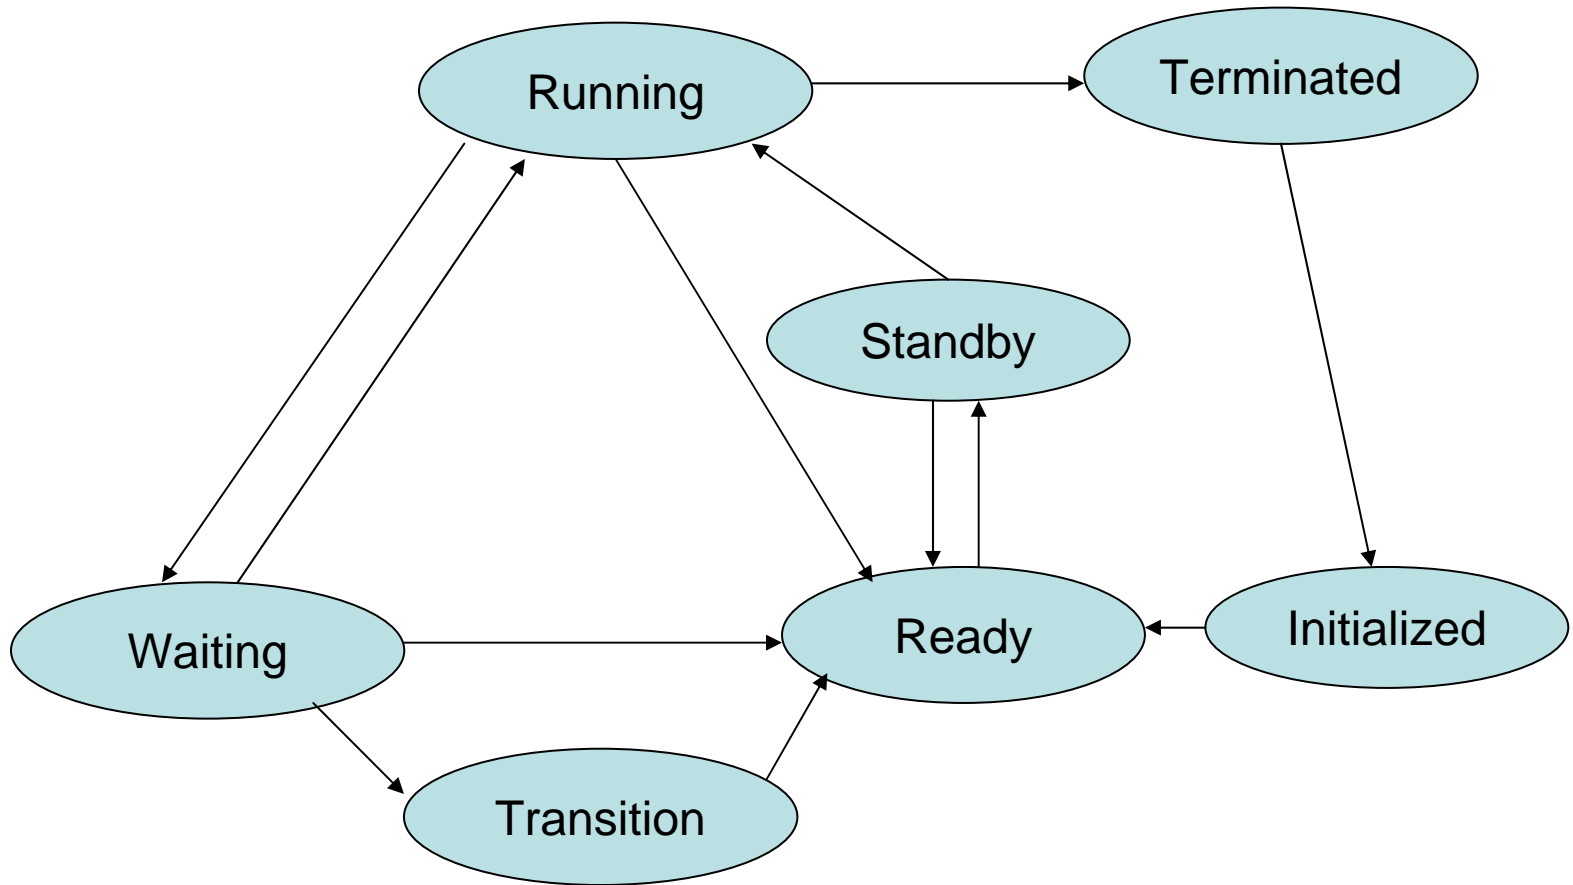 Running
Terminated
Standby
Waiting
Ready
Initialized
Transition